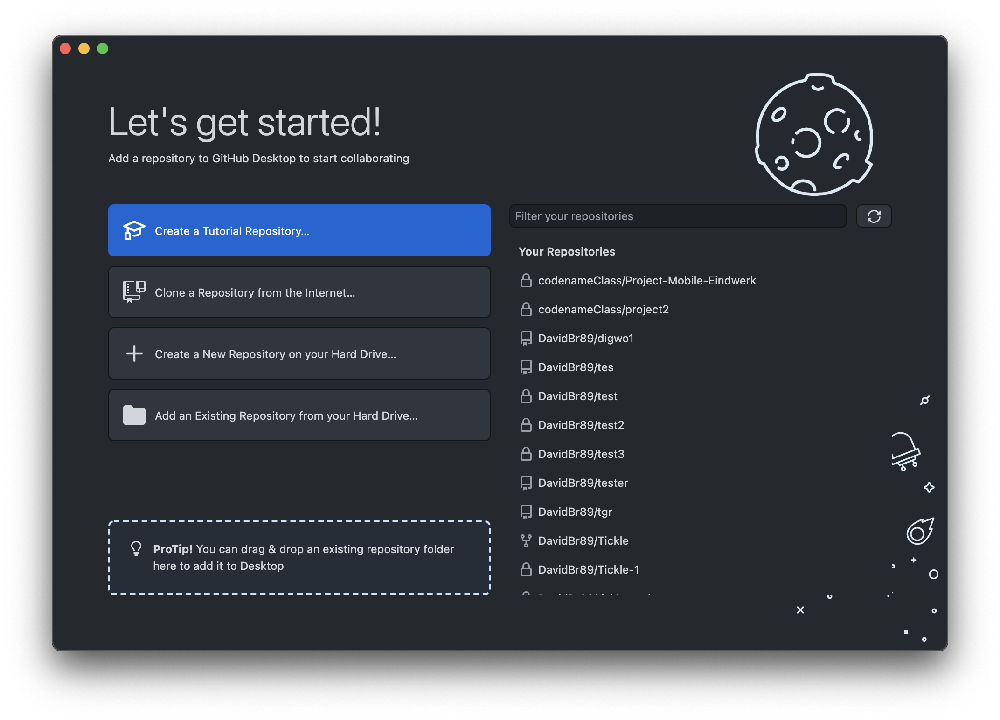 Let's get started!
Add a repository to GitHub Desktop to start collaborating
Create a Tutorial Repository...
Clone a Repository from the Internet...
Create a New Repository on your Hard Drive...
Add an Existing Repository from your Hard Drive...
ProTip! You can drag & drop an existing repository folder
here to add it to Desktop
Filter your repositories
Your Repositories
codenameClass/Project-Mobile-Eindwerk
codenameClass/project2
DavidBr89/digwo1
DavidBr89/tes
DavidBr89/test
DavidBr89/test2
DavidBr89/test3
DavidBr89/tester
DavidBr89/tgr
DavidBr89/Tickle
DavidBr89/Tickle-1